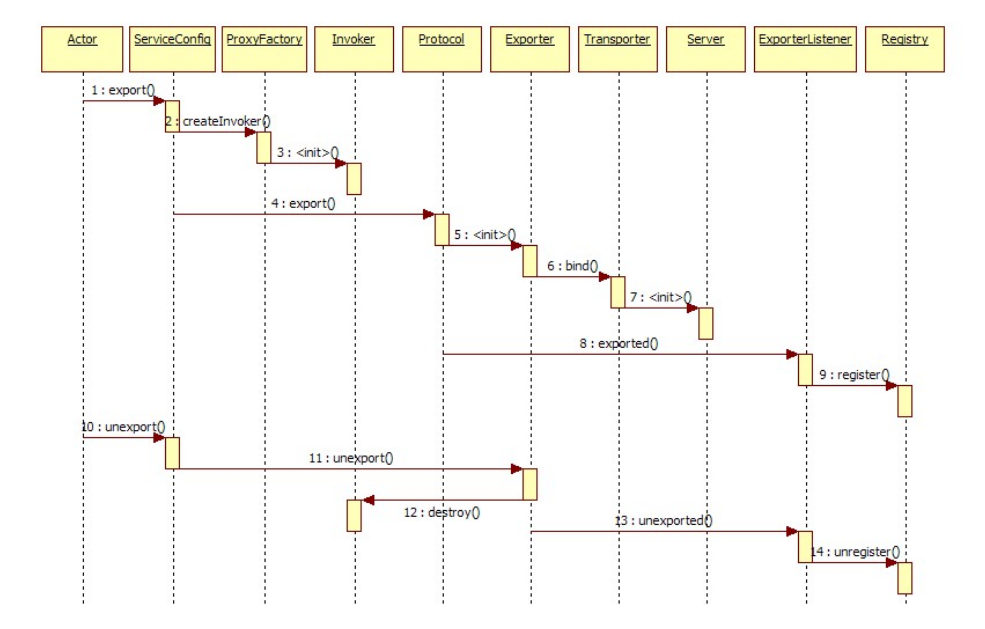 Actor ServiceConfig ProxyFactory Invoker Protocol Exporter Transporter Server ExporterListener Registry
1 : export()
2 : createInvoker()
3 : <init>()
4 : export()
5 : <init>()
6 : bind()
7 : <init>()
8 : exported()
9 : register()
10 : unexport()
11 : unexport()
12 : destroy()
13 : unexported()
14 : unregister()